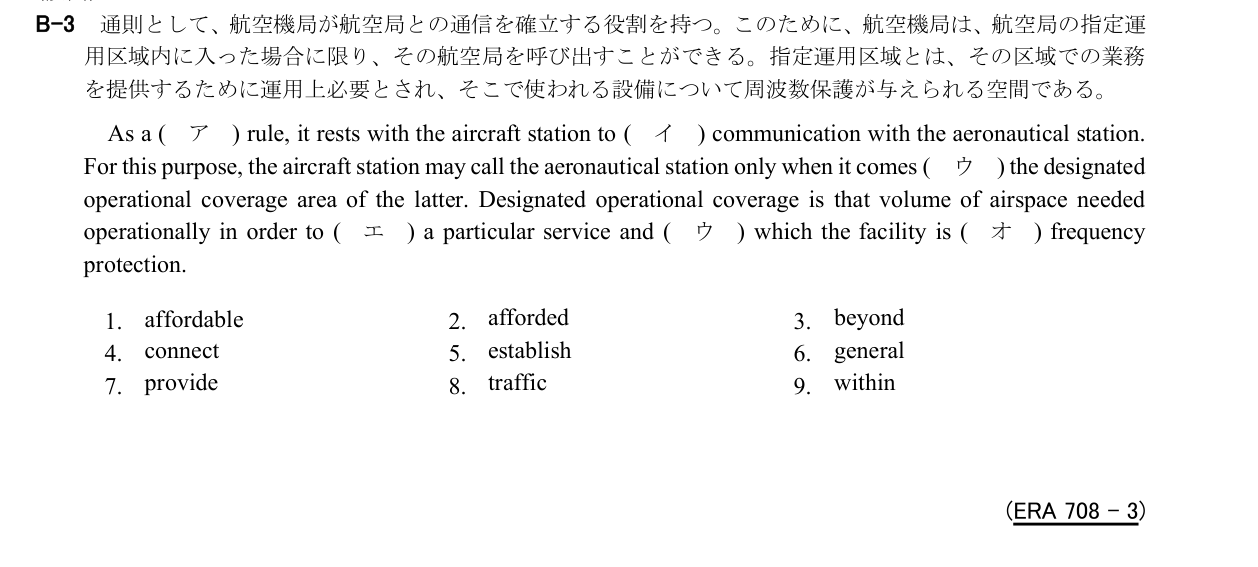 B-3 通則として、航空機局が航空局との通信を確立する役割を持つ。このために、航空機局は、航空局の指定運
用区域内に入った場合に限り、その航空局を呼び出すことができる。指定運用区域とは、その区域での業務
を提供するために運用上必要とされ、そこで使われる設備について周波数保護が与えられる空間である。
As a ( ア ) rule, it rests with the aircraft station to ( イ ) communication with the aeronautical station.
For this purpose, the aircraft station may call the aeronautical station only when it comes ( ウ ) the designated
operational coverage area of the latter. Designated operational coverage is that volume of airspace needed
operationally in order to ( エ ) a particular service and ( ウ ) which the facility is ( オ ) frequency
protection.
1. affordable 2. afforded 3. beyond
4. connect 5. establish 6. general
7. provide 8. traffic 9. within
(ERA 708 - 3)